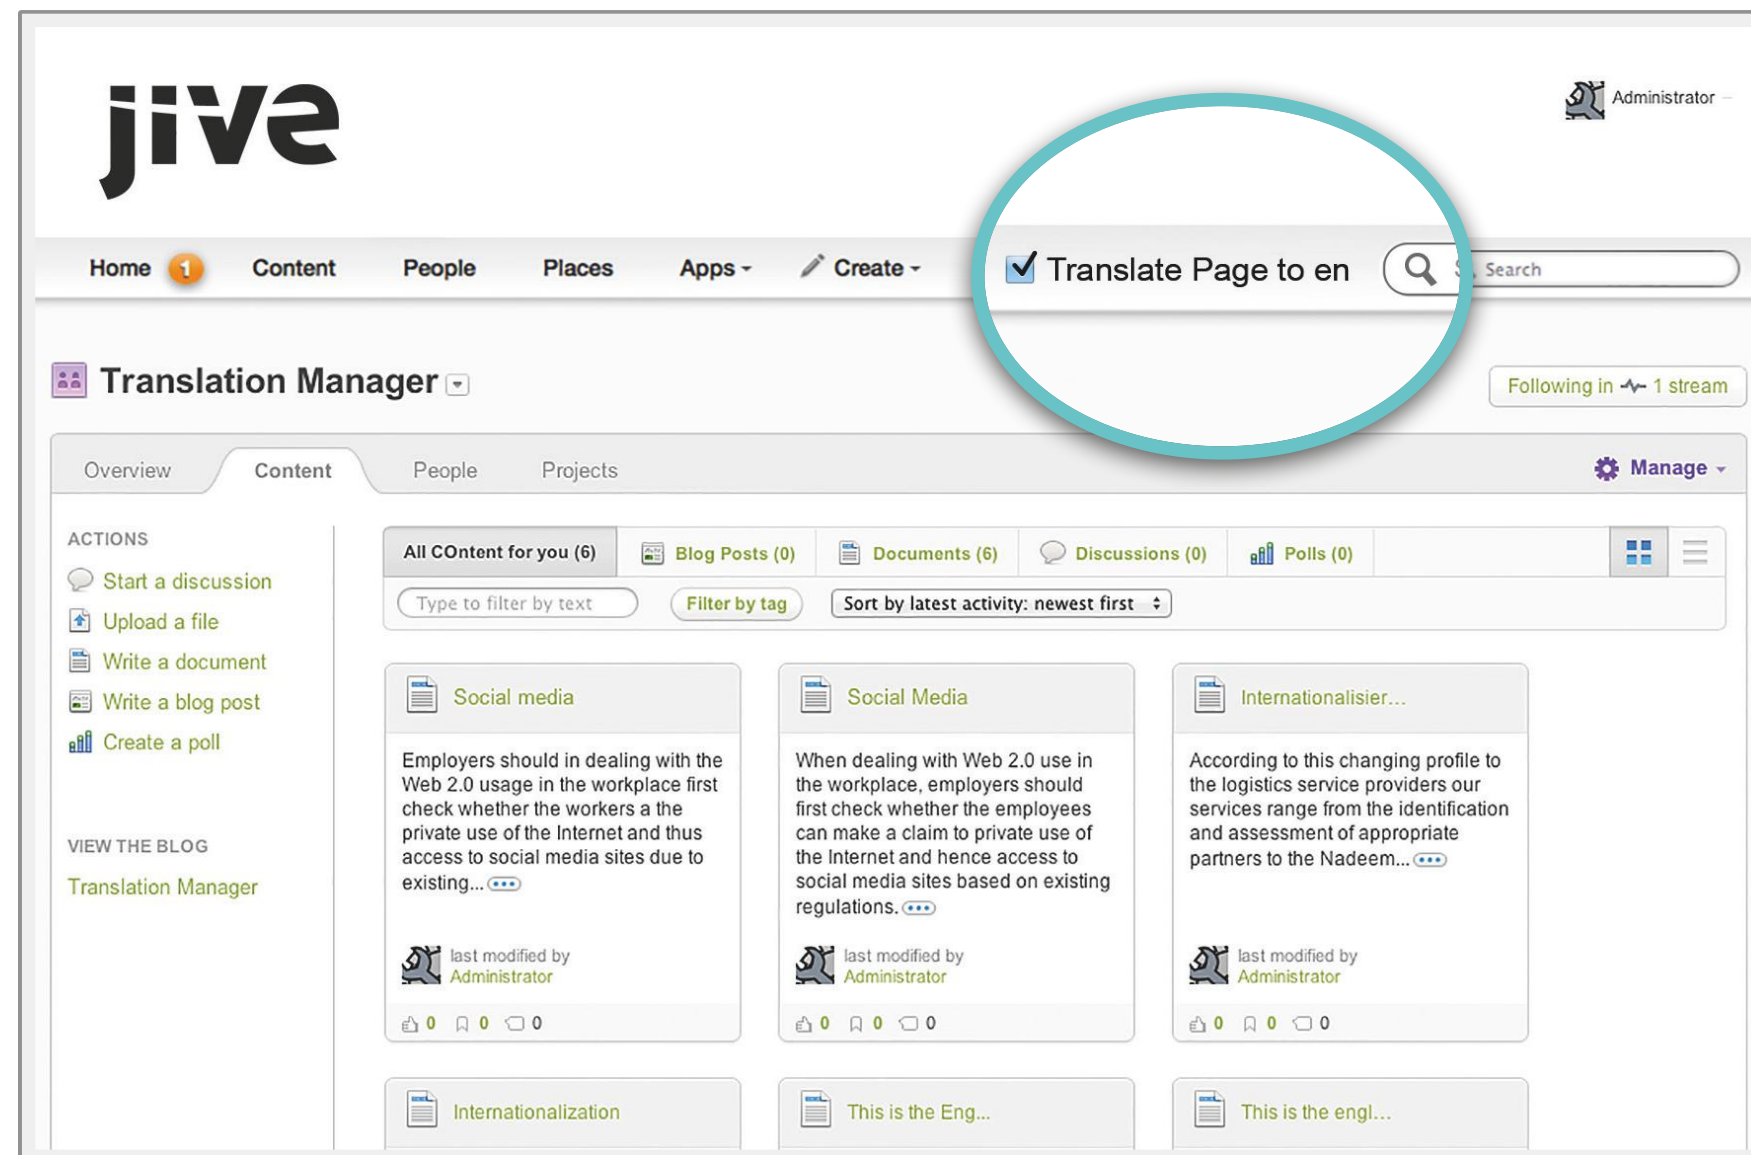 jive
Administrator
Home 1 Content People Places Apps Create Translate Page to en Search
Translation Manager
Following in 1 stream
Overview Content People Projects Manage
ACTIONS
Start a discussion
Upload a file
Write a document
Write a blog post
Create a poll
VIEW THE BLOG
Translation Manager
All COntent for you (6) Blog Posts (0) Documents (6) Discussions (0) Polls (0)
Type to filter by text Filter by tag Sort by latest activity: newest first
Social media
Employers should in dealing with the
Web 2.0 usage in the workplace first
check whether the workers a the
private use of the Internet and thus
access to social media sites due to
existing...
last modified by
Administrator
0 0 0
Social Media
When dealing with Web 2.0 use in
the workplace, employers should
first check whether the employees
can make a claim to private use of
the Internet and hence access to
social media sites based on existing
regulations.
last modified by
Administrator
0 0 0
Internationalisier...
According to this changing profile to
the logistics service providers our
services range from the identification
and assessment of appropriate
partners to the Nadeem...
last modified by
Administrator
0 0 0
Internationalization
This is the Eng...
This is the engl...